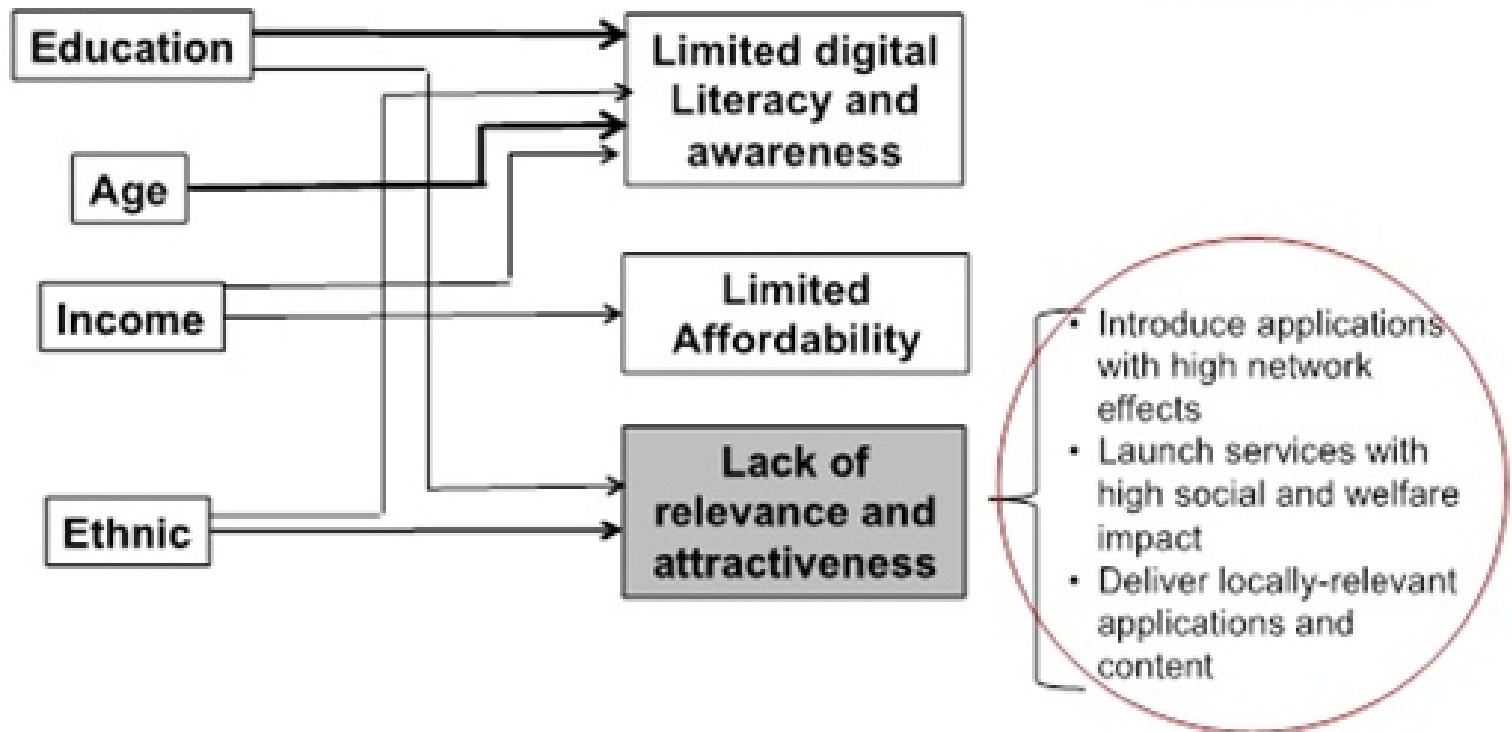 Education
Age
Income
Ethnic
Limited digital
Literacy and
awareness
Limited
Affordability
Lack of
relevance and
attractiveness
• Introduce applications
with high network
effects
• Launch services with
high social and welfare
impact
• Deliver locally-relevant
applications and
content